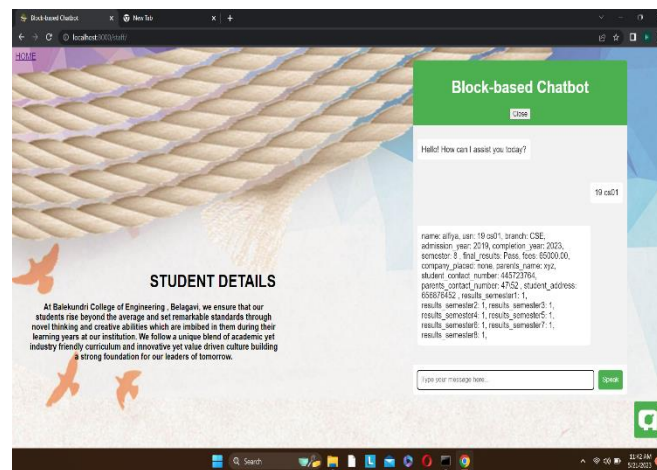 Block-based Chatbot
New Tab
localhost:3000/staff/
HOME
Block-based Chatbot
Close
Hello! How can I assist you today?
19 cs01
name: alfiya, usn: 19 cs01, branch: CSE,
admission_year: 2019, completion_year: 2023,
semester: 8 , final_results: Pass, fees: 65000.00,
company_placed: none, parents_name: xyz,
student_contact_number: 445723764,
parents_contact_number: 47\52 , student_address:
656676452 , results_semester1: 1,
results_semester2: 1, results_semester3: 1,
results_semester4: 1, results_semester5: 1,
results_semester6: 1, results_semester7: 1,
results_semester8: 1,
STUDENT DETAILS
At Balekundri College of Engineering , Belagavi, we ensure that our
students rise beyond the average and set remarkable standards through
novel thinking and creative abilities which are imbibed in them during their
learning years at our institution. We follow a unique blend of academic yet
industry friendly curriculum and innovative yet value driven culture building
a strong foundation for our leaders of tomorrow.
Type your message here...
Speak
Search
11:42 AM
5/21/2023